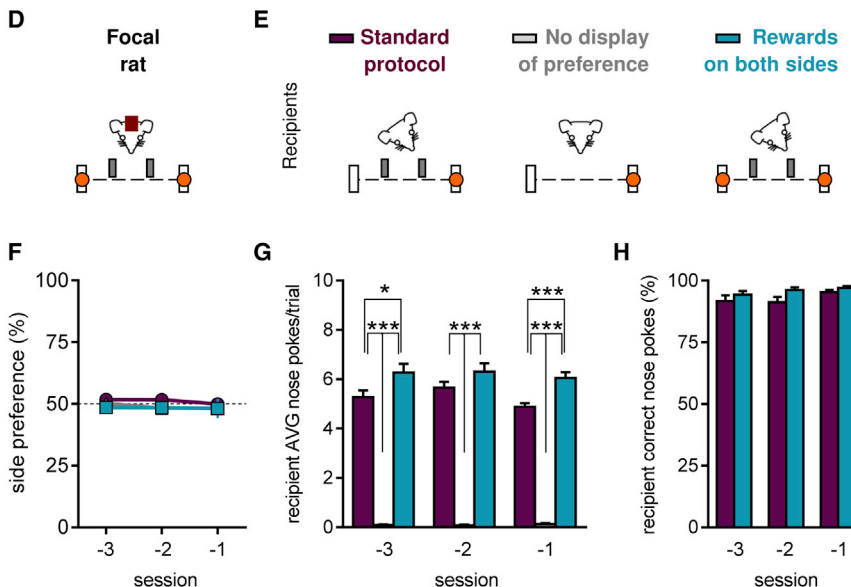 D
Focal
rat
E
Standard
protocol
No display
of preference
Rewards
on both sides
Recipients
F
side preference (%)
100
75
50
25
0
-3
-2
-1
session
G
recipient AVG nose pokes/trial
10
8
6
4
2
0
*
***
***
***
***
-3
-2
-1
session
H
recipient correct nose pokes (%)
100
75
50
25
0
-3
-2
-1
session